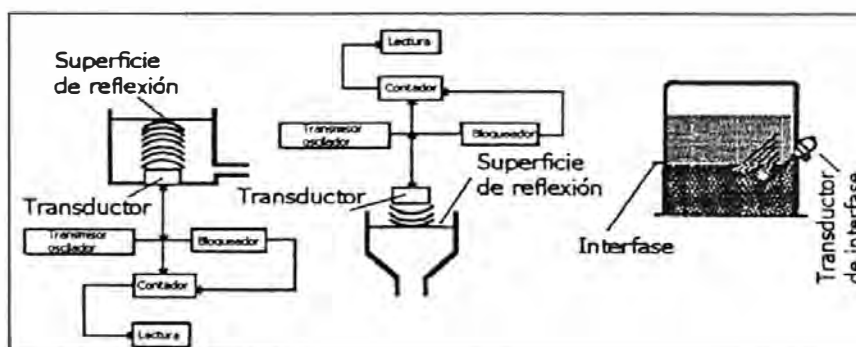 Superficie
de reflexión
Transductor
Transmisor
oscilador
Bloqueador
Contador
Lectura
Lectura
Contador
Transmisor
oscilador
Bloqueador
Superficie
de reflexión
Transductor
Interfase
Transductor
de interfase